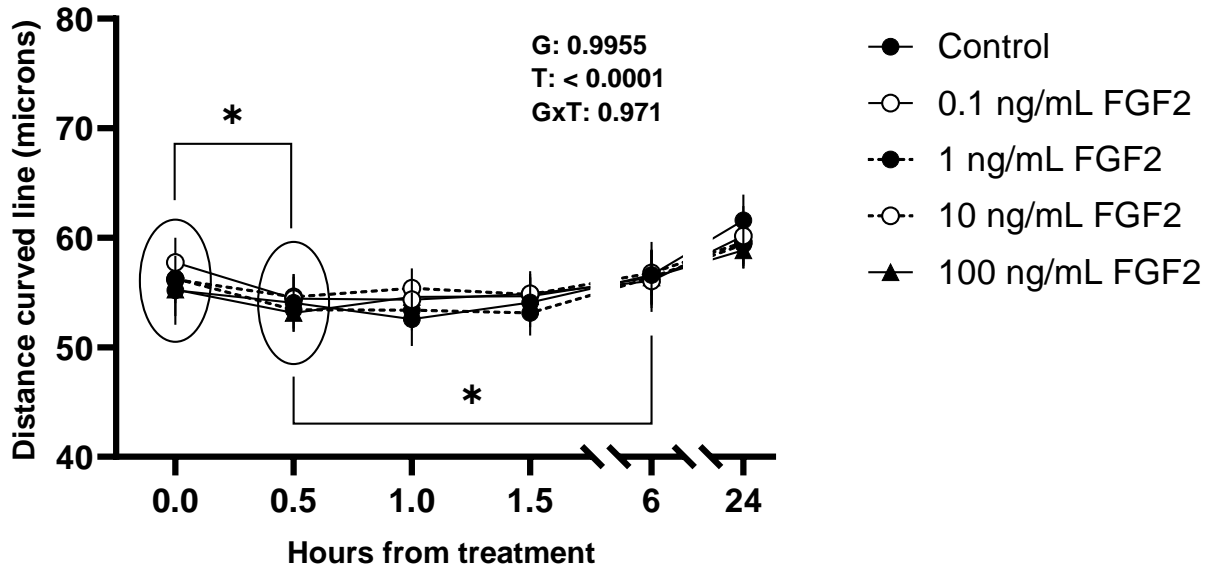 Distance curved line (microns)
80
70
60
50
40
G: 0.9955
T: < 0.0001
GxT: 0.971
*
*
0.0 0.5 1.0 1.5 6 24
Hours from treatment
Control
0.1 ng/mL FGF2
1 ng/mL FGF2
10 ng/mL FGF2
100 ng/mL FGF2